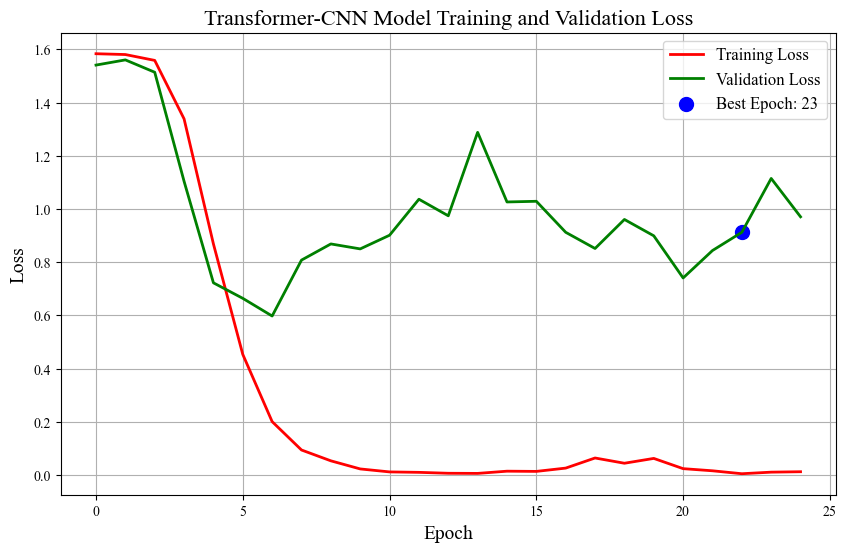 Transformer-CNN Model Training and Validation Loss
Training Loss
Validation Loss
Best Epoch: 23
Loss
1.6
1.4
1.2
1.0
0.8
0.6
0.4
0.2
0.0
0
5
10
15
20
25
Epoch